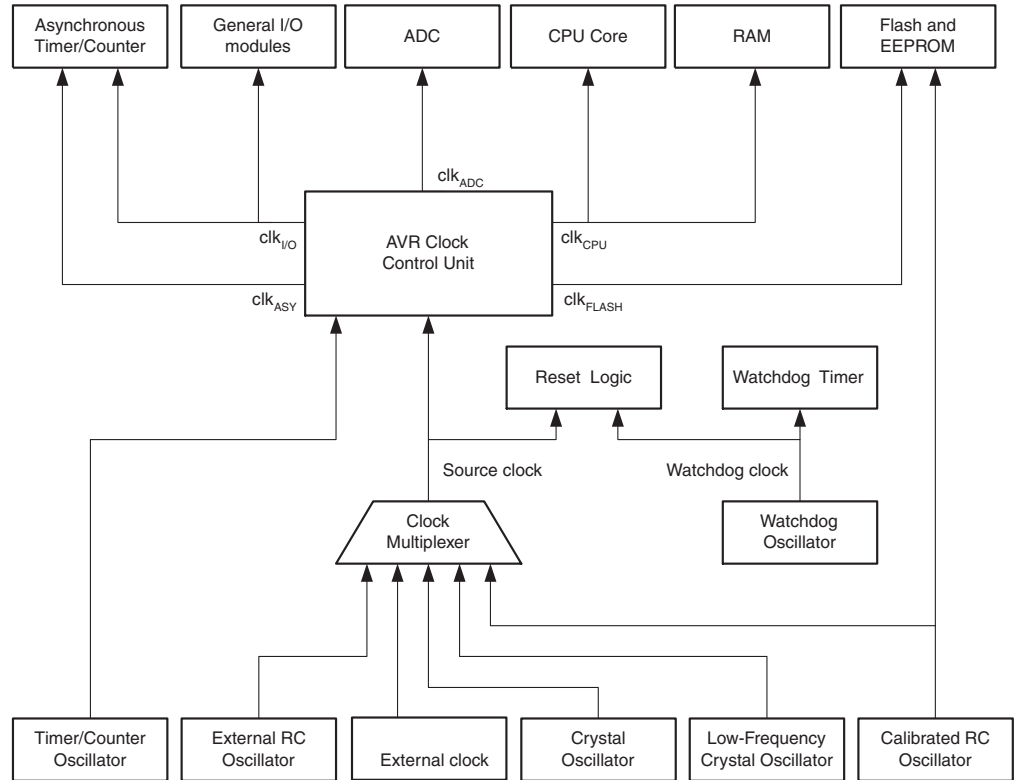 Asynchronous
Timer/Counter
General I/O
modules
ADC
CPU Core
RAM
Flash and
EEPROM
clkADC
clkI/O
AVR Clock
Control Unit
clkCPU
clkASY
clkFLASH
Reset Logic
Watchdog Timer
Source clock
Watchdog clock
Clock
Multiplexer
Watchdog
Oscillator
Timer/Counter
Oscillator
External RC
Oscillator
External clock
Crystal
Oscillator
Low-Frequency
Crystal Oscillator
Calibrated RC
Oscillator